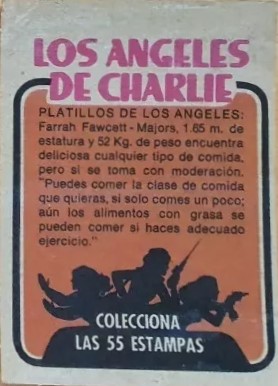 LOS ANGELES
DE CHARLIE
PLATILLOS DE LOS ANGELES:
Farrah Fawcett-Majors, 1.65 m. de
estatura y 52 Kg. de peso encuentra
deliciosa cualquier tipo de comida,
pero si se toma con moderación.
"Puedes comer la clase de comida
que quieras, si solo comes un poco;
aún los alimentos con grasa se
pueden comer si haces adecuado
ejercicio."
COLECCIONA
LAS 55 ESTAMPAS